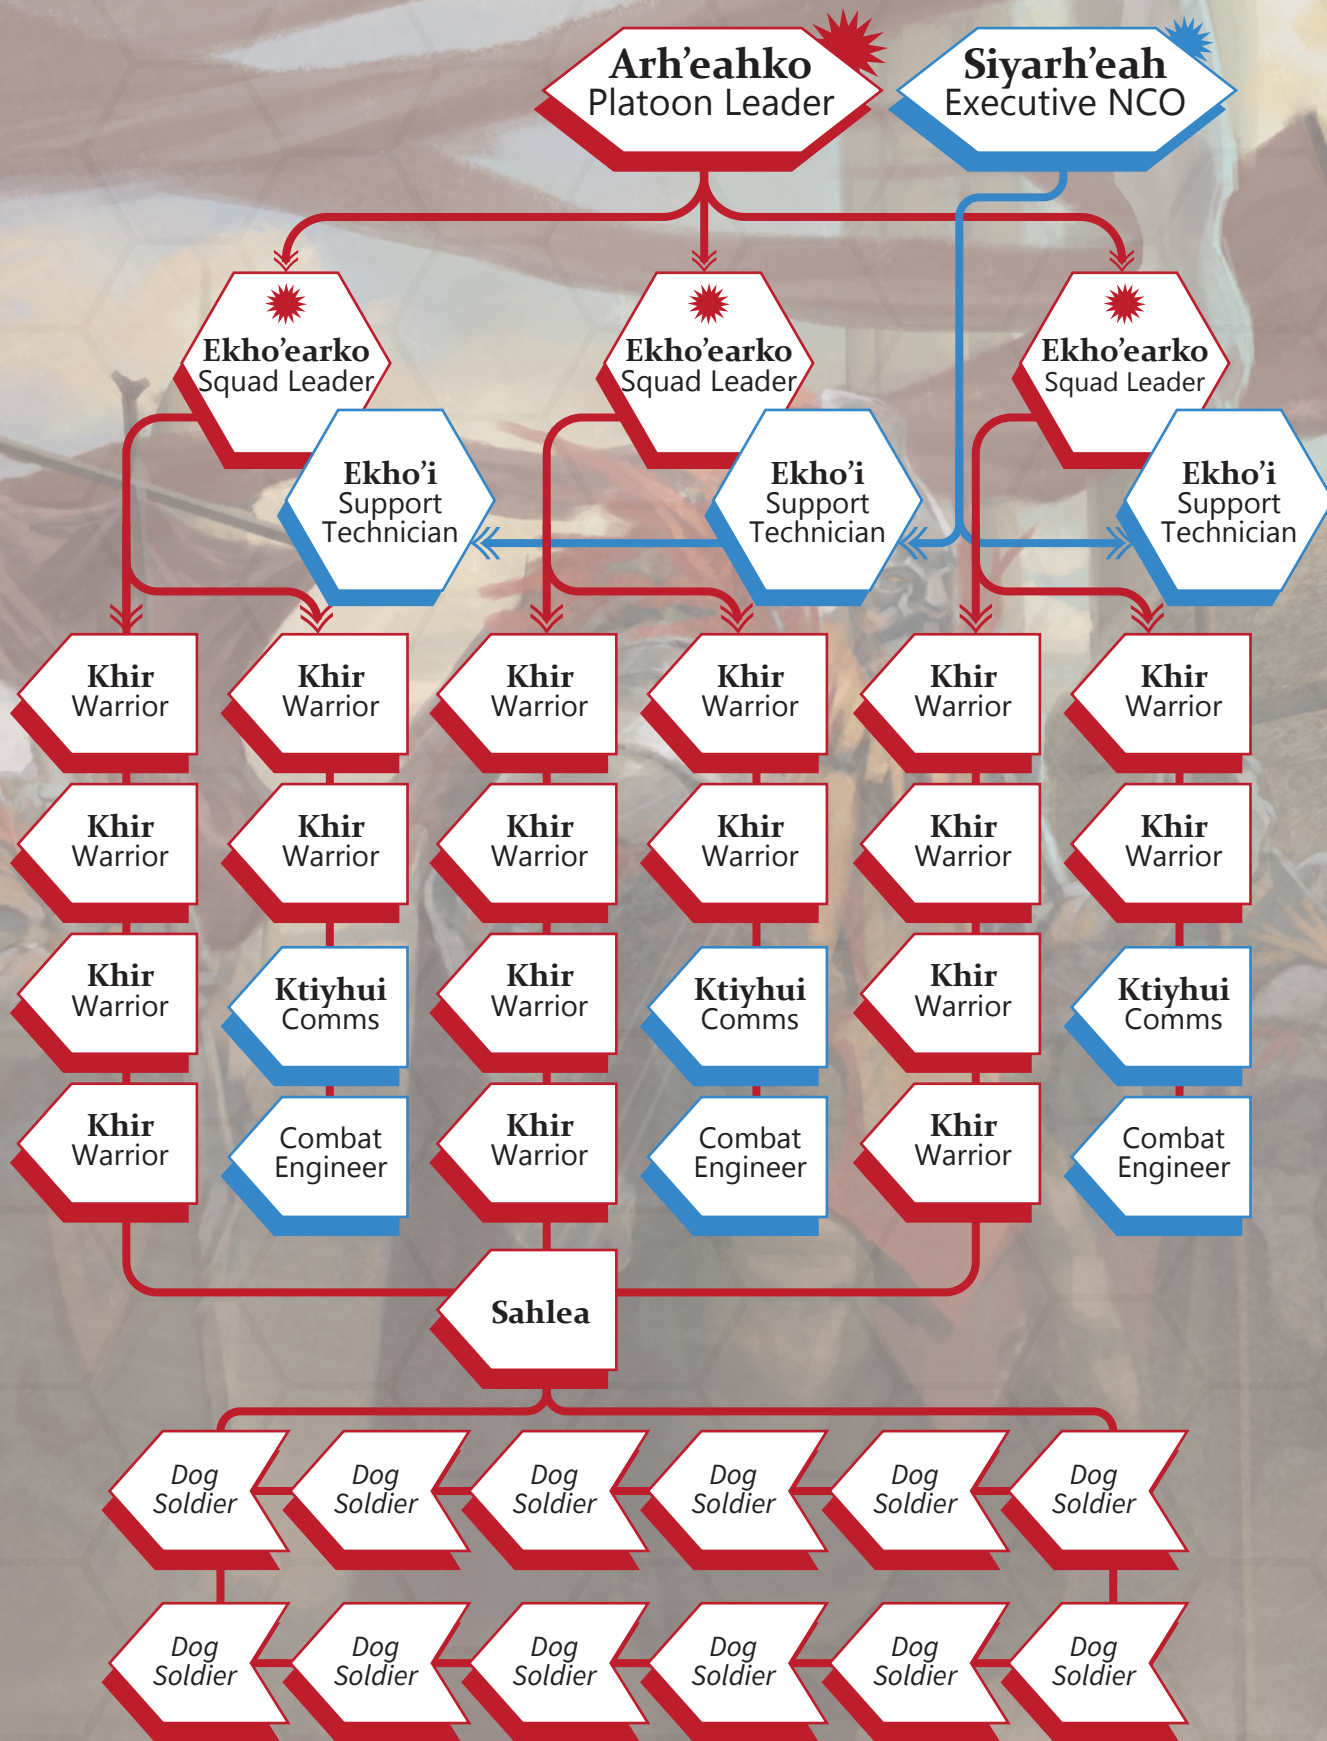 Arh’eahko
Platoon Leader
Siyarh’eah
Executive NCO
Ekho’earko
Squad Leader
Ekho’earko
Squad Leader
Ekho’earko
Squad Leader
Ekho’i
Support
Technician
Ekho’i
Support
Technician
Ekho’i
Support
Technician
Khir
Warrior
Khir
Warrior
Khir
Warrior
Khir
Warrior
Khir
Warrior
Khir
Warrior
Khir
Warrior
Khir
Warrior
Khir
Warrior
Khir
Warrior
Khir
Warrior
Khir
Warrior
Khir
Warrior
Ktiyhui
Comms
Khir
Warrior
Ktiyhui
Comms
Khir
Warrior
Ktiyhui
Comms
Khir
Warrior
Combat
Engineer
Khir
Warrior
Combat
Engineer
Khir
Warrior
Combat
Engineer
Sahlea
Dog
Soldier
Dog
Soldier
Dog
Soldier
Dog
Soldier
Dog
Soldier
Dog
Soldier
Dog
Soldier
Dog
Soldier
Dog
Soldier
Dog
Soldier
Dog
Soldier
Dog
Soldier